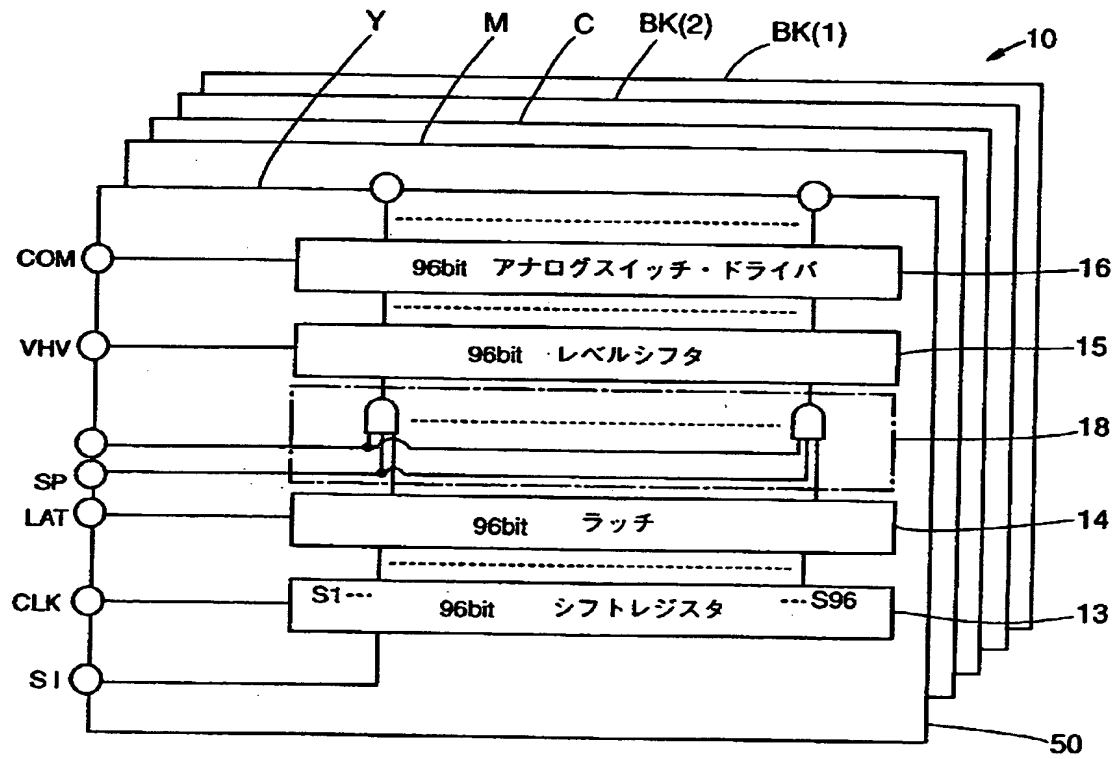 Y M C BK(2) BK(1) 10
COM 96bit アナログスイッチ・ドライバ 16
VHV 96bit レベルシフタ 15
18
SP
LAT 96bit ラッチ 14
CLK S1 96bit シフトレジスタ S96 13
SI
50